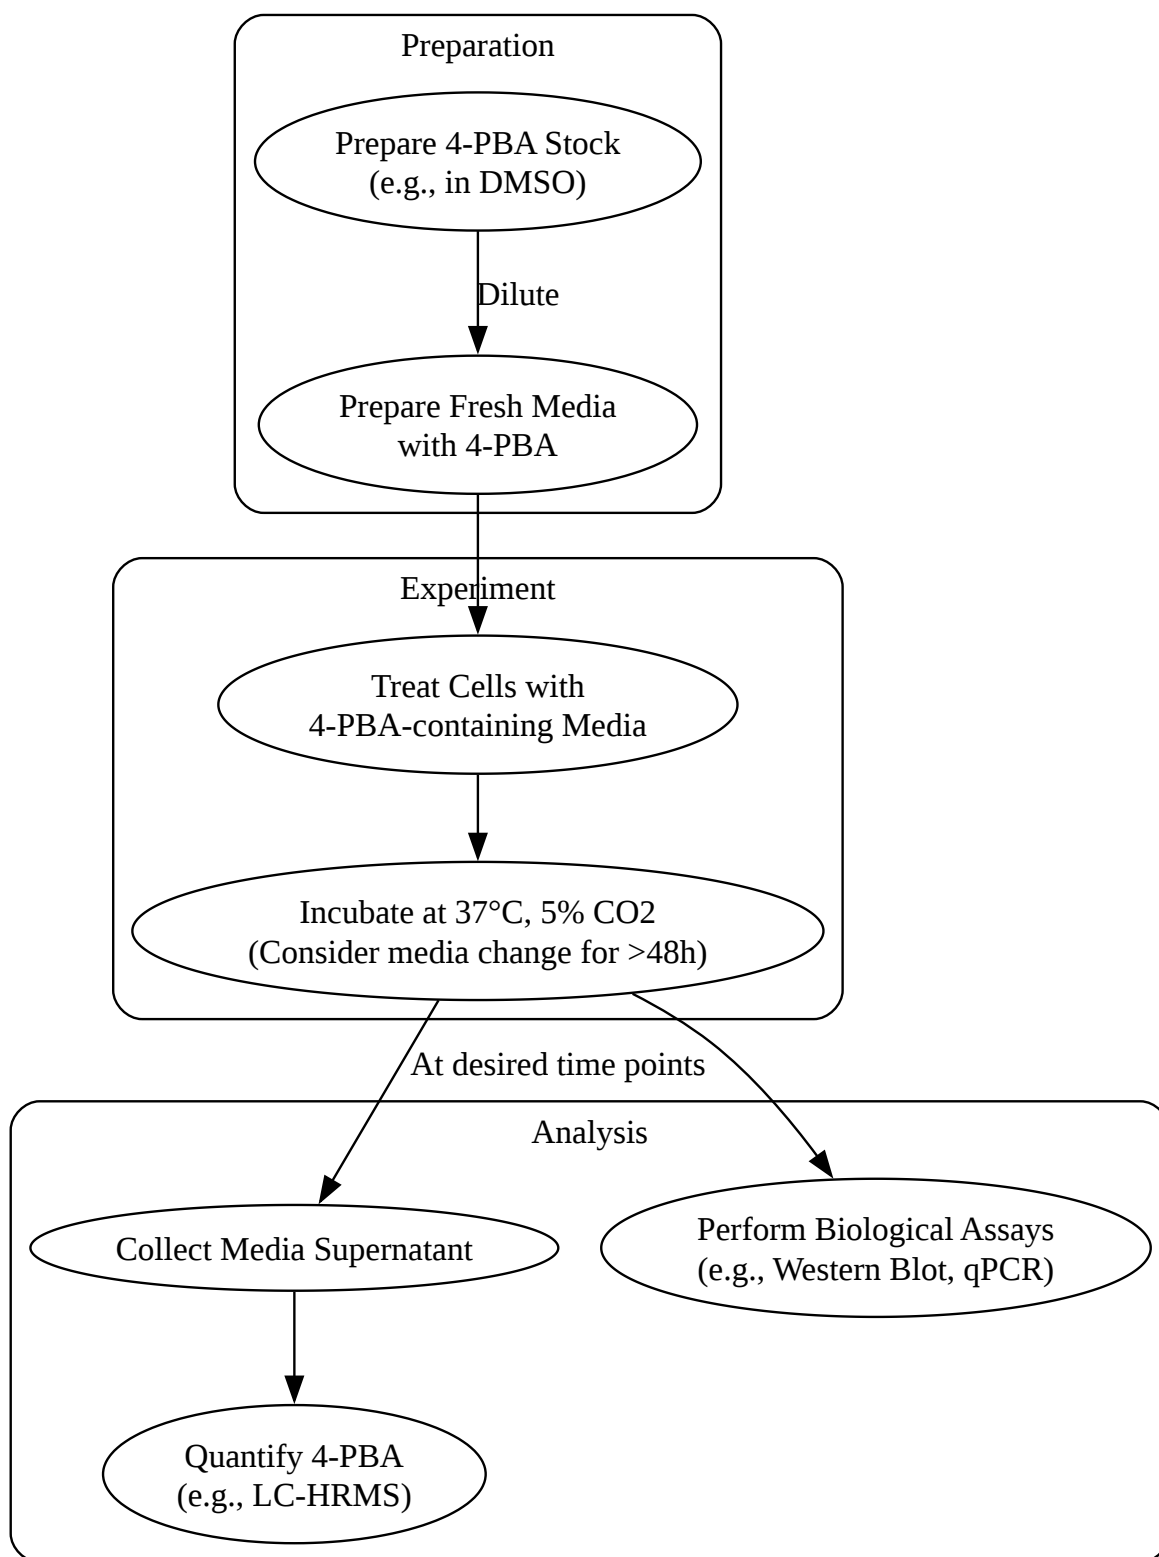 Preparation
Prepare 4-PBA Stock
(e.g., in DMSO)
Dilute
Prepare Fresh Media
with 4-PBA
Experiment
Treat Cells with
4-PBA-containing Media
Incubate at 37°C, 5% CO2
(Consider media change for >48h)
At desired time points
Analysis
Collect Media Supernatant
Perform Biological Assays
(e.g., Western Blot, qPCR)
Quantify 4-PBA
(e.g., LC-HRMS)